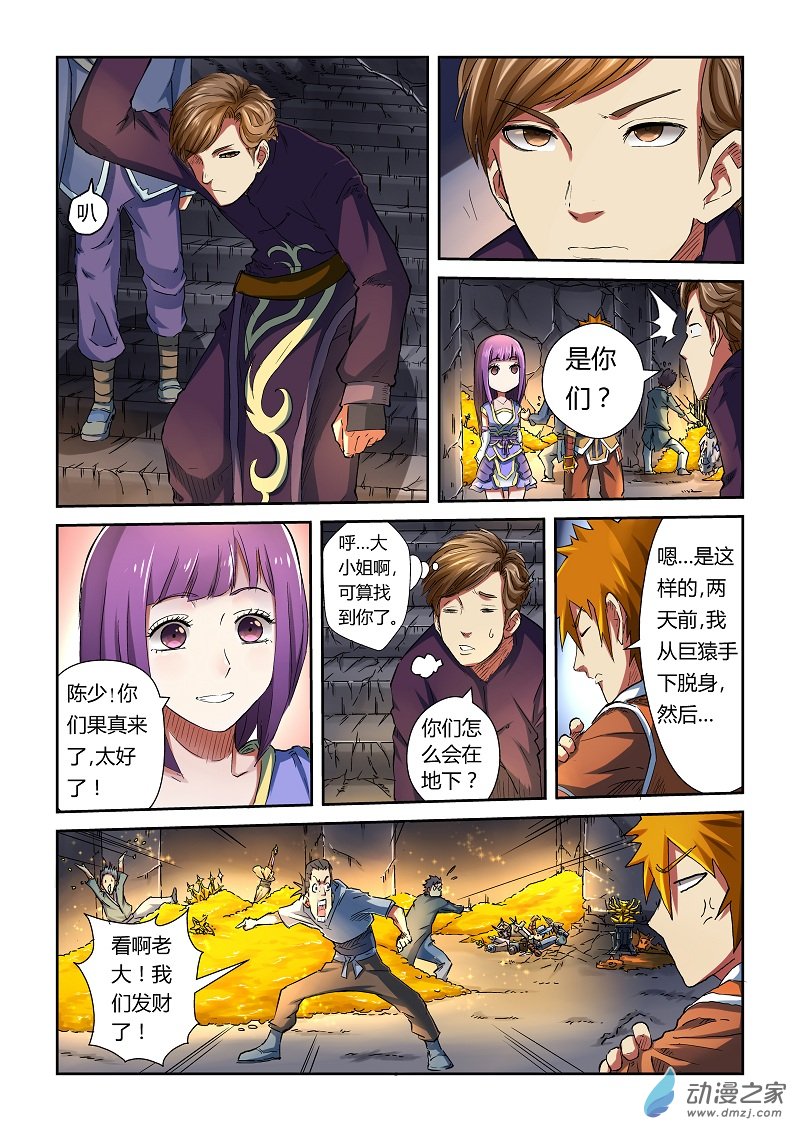 叭
是你
们？
陈少！你
们果真来
了，太好
了！
呼…大
小姐啊，
可算找
到你了。
你们怎
么会在
地下？
嗯…是这
样的，两
天前，我
从巨猿手
下脱身，
然后…
看啊老
大！我
们发财
了！
动漫之家
www.dmzj.com